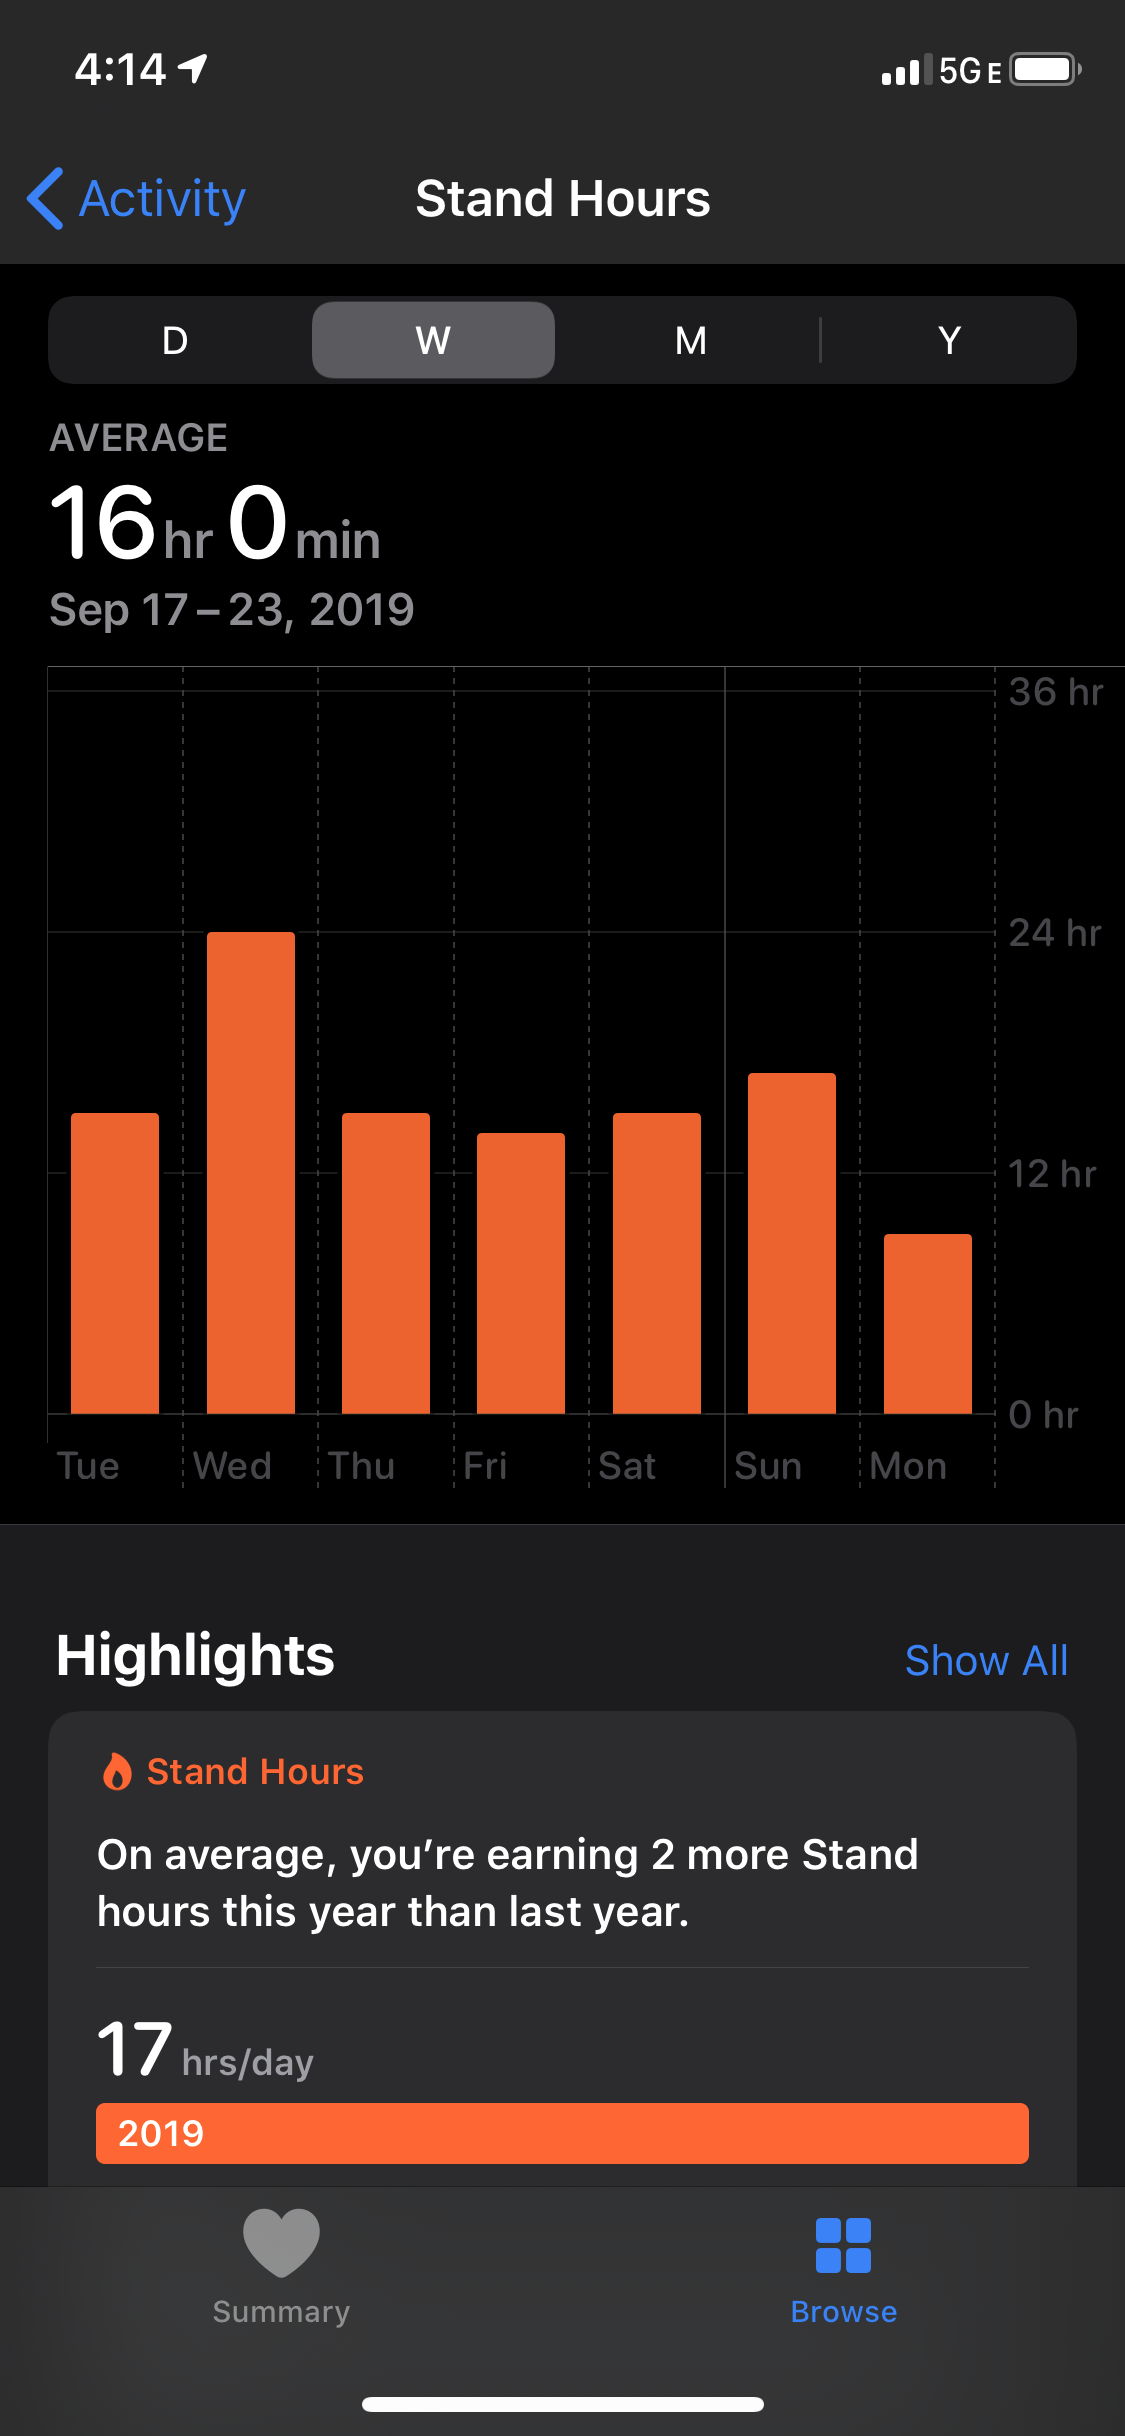 4:14 5G E
Activity Stand Hours
D W M Y
AVERAGE
16 hr 0 min
Sep 17 – 23, 2019
36 hr
24 hr
12 hr
0 hr
Tue Wed Thu Fri Sat Sun Mon
Highlights Show All
Stand Hours
On average, you’re earning 2 more Stand
hours this year than last year.
17 hrs/day
2019
Summary Browse